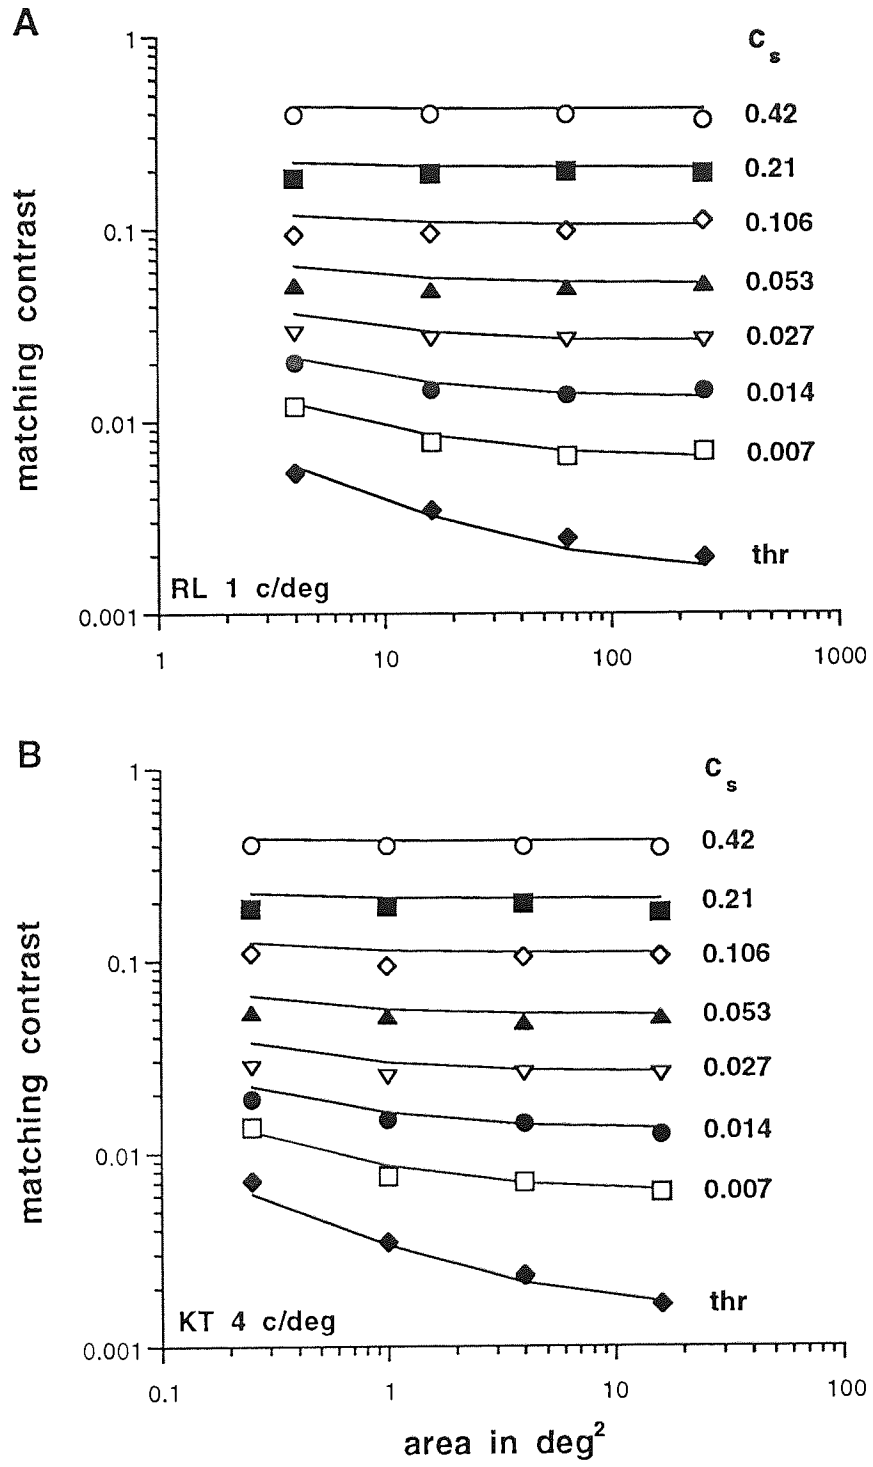 A
C s
1
0.42
0.21
0.106
0.1
0.053
0.027
0.014
0.01
0.007
thr
RL 1 c/deg
0.001
1 10 100 1000
matching contrast
B
C s
1
0.42
0.21
0.106
0.1
0.053
0.027
0.014
0.01
0.007
thr
KT 4 c/deg
0.001
0.1 1 10 100
matching contrast
area in deg²